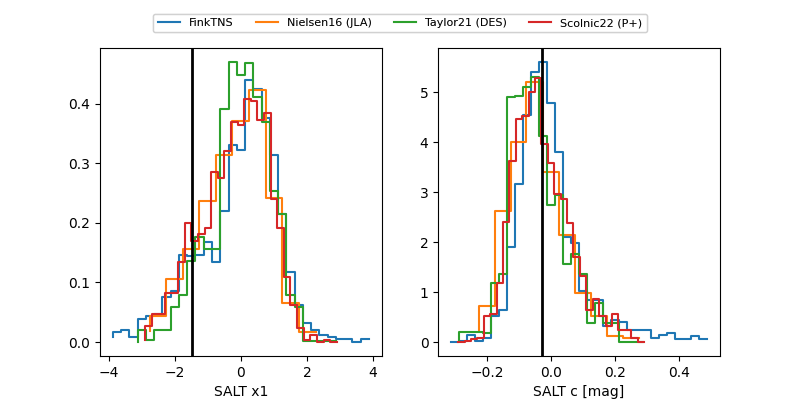 FinkTNS Nielsen16 (JLA) Taylor21 (DES) Scolnic22 (P+)
0.4
0.3
0.2
0.1
0.0
−4 −2 0 2 4
SALT x1
5
4
3
2
1
0
−0.2 0.0 0.2 0.4
SALT c [mag]